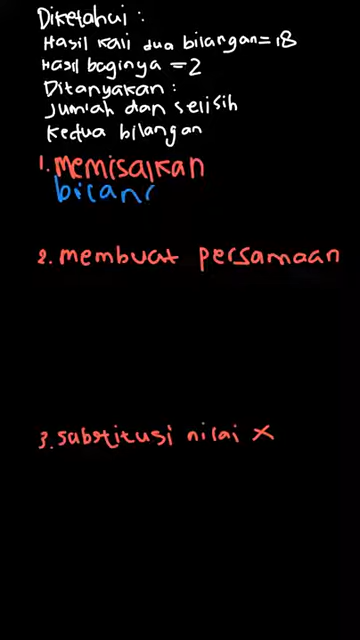 Diketahui :
Hasil kali dua bilangan = 18
Hasil baginya = 2
Ditanyakan :
Jumlah dan selisih
kedua bilangan
1. memisalkan
bilang
2. membuat persamaan
3. substitusi nilai x